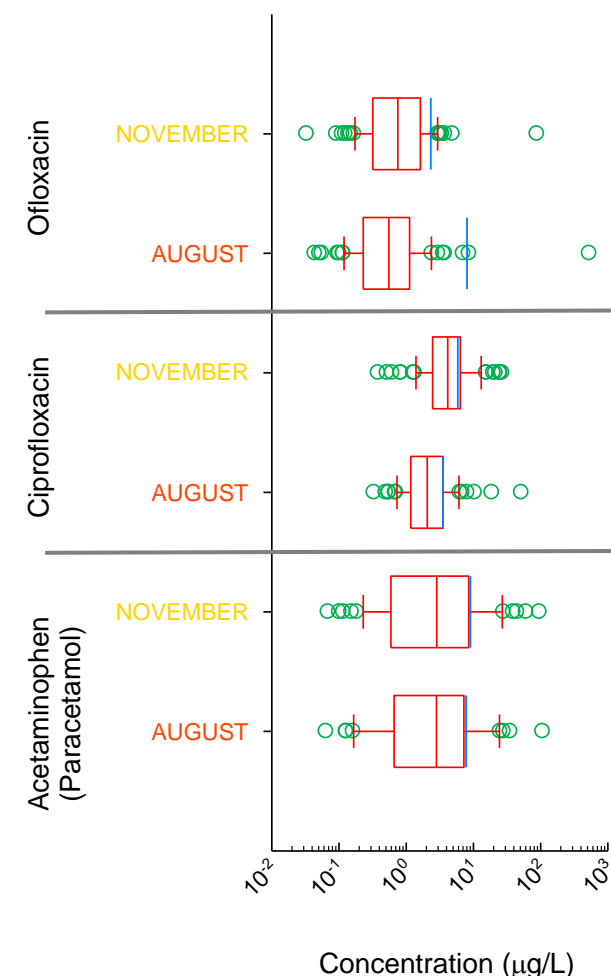 Ofloxacin
NOVEMBER
AUGUST
Ciprofloxacin
NOVEMBER
AUGUST
Acetaminophen
(Paracetamol)
NOVEMBER
AUGUST
10⁻² 10⁻¹ 10⁰ 10¹ 10² 10³
Concentration (µg/L)